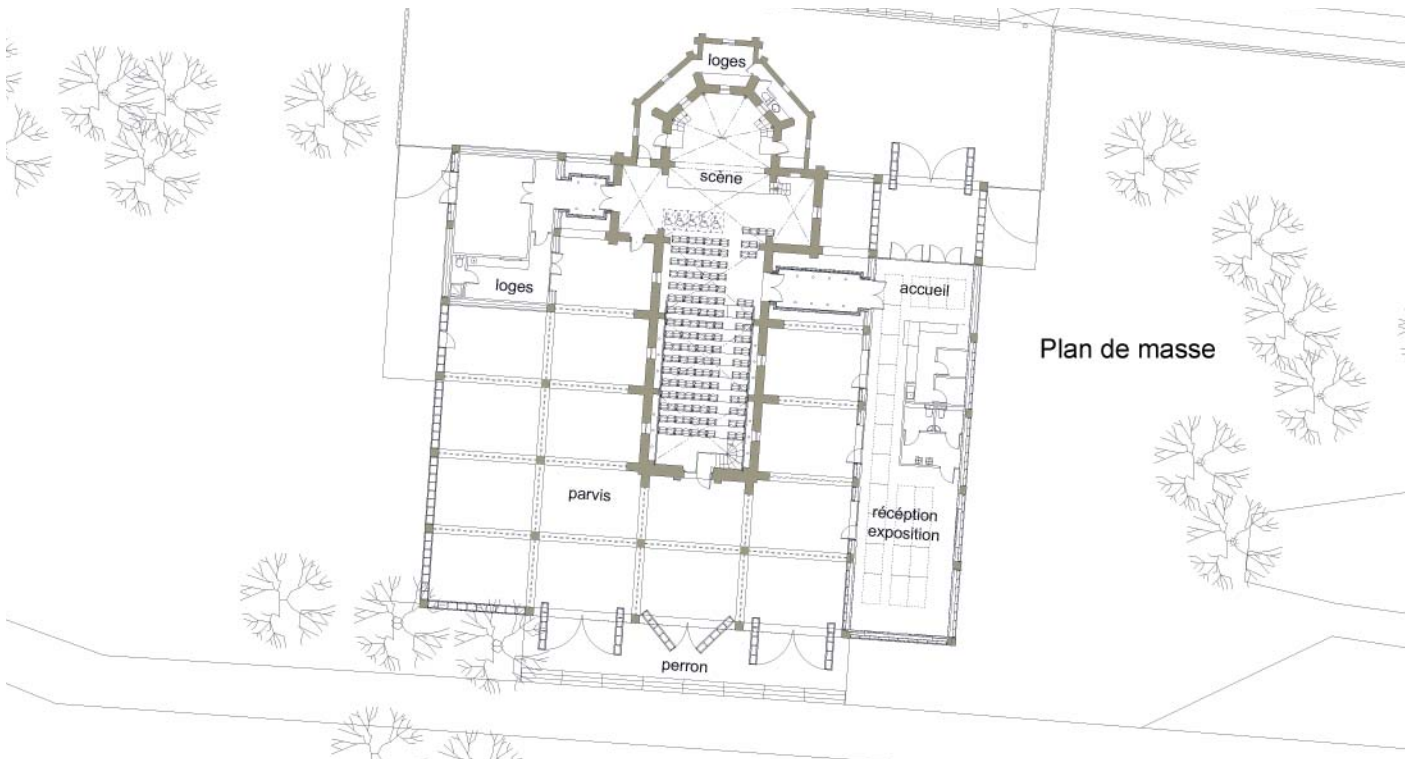 loges
scène
loges
accueil
Plan de masse
parvis
récéption
exposition
perron